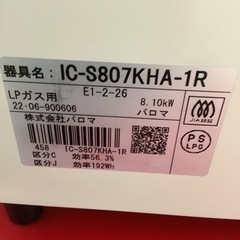 器具名: IC-S807KHA-1R
LPガス用 E1-2-26 8.10kW
22・06-900606 パロマ
株式会社パロマ
458 IC-S807KHA-1R
区分C 効率56.3%
区分J 効率192Wh
PS
LPG